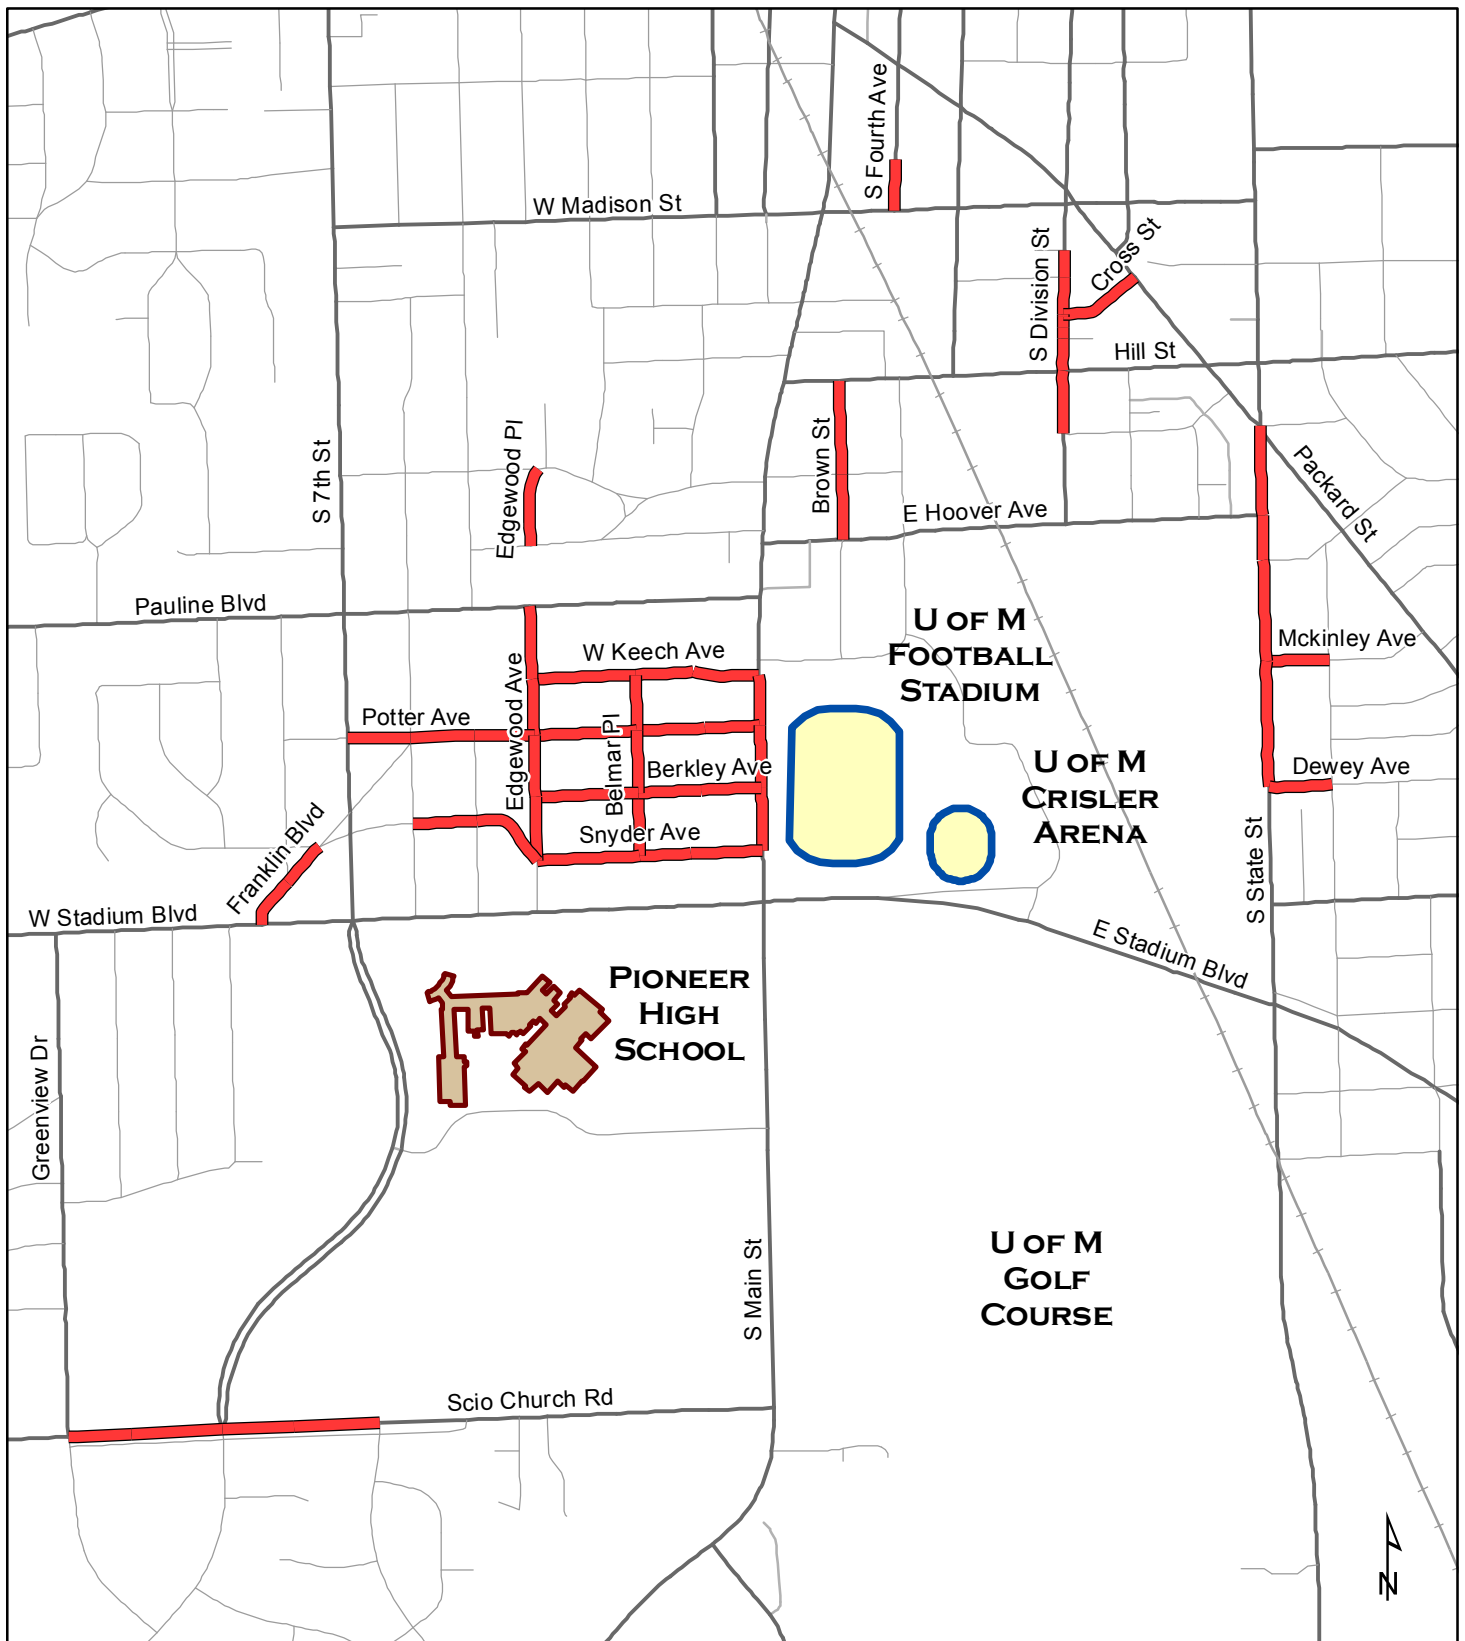 S Fourth Ave
W Madison St
S Division St
Cross St
Hill St
S 7th St
Edgewood Pl
Brown St
E Hoover Ave
Packard St
Pauline Blvd
U of M
Football
Stadium
W Keech Ave
Mckinley Ave
Potter Ave
Edgewood Ave
Belmar Pl
Berkley Ave
U of M
Crisler
Arena
Dewey Ave
Snyder Ave
Franklin Blvd
S State St
W Stadium Blvd
E Stadium Blvd
Pioneer
High
School
Greenview Dr
S Main St
U of M
Golf
Course
Scio Church Rd
N